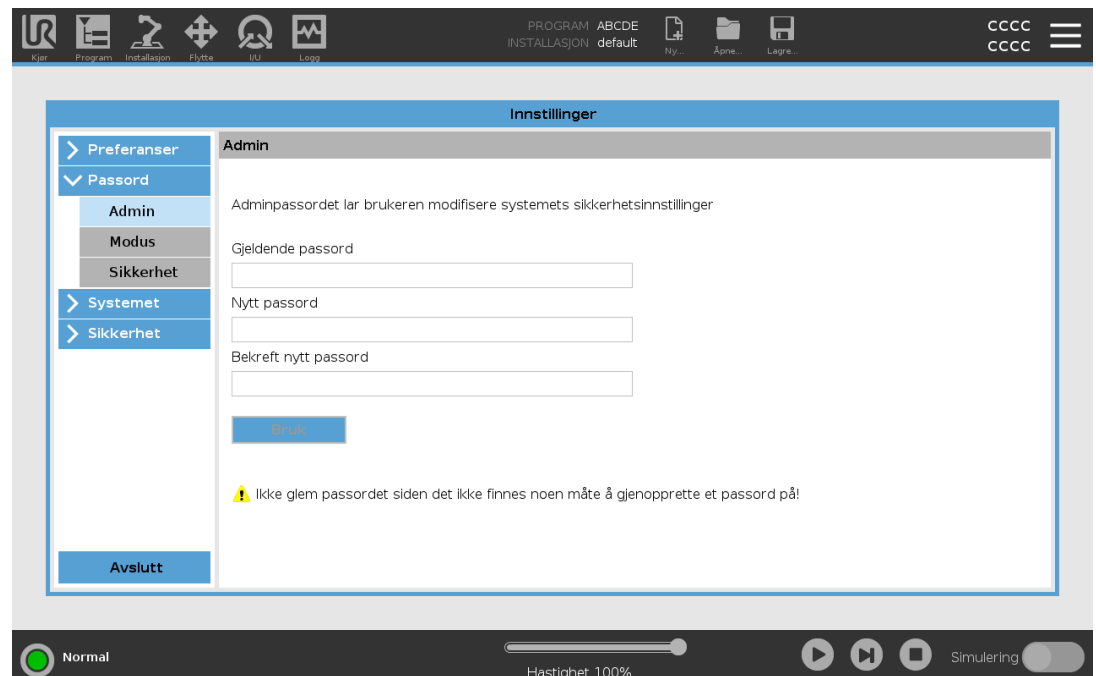 UR
Kjør
Program
Installasjon
Flytte
I/U
Logg
PROGRAM ABCDE
INSTALLASJON default
Ny...
Åpne...
Lagre...
CCCC
CCCC
Innstillinger
Preferanser
Passord
Admin
Modus
Sikkerhet
Systemet
Sikkerhet
Avslutt
Admin
Adminpassordet lar brukeren modifisere systemets sikkerhetsinnstillinger
Gjeldende passord
Nytt passord
Bekreft nytt passord
Bruk
Ikke glem passordet siden det ikke finnes noen måte å gjenopprette et passord på!
Normal
Hastighet 100%
Simulering